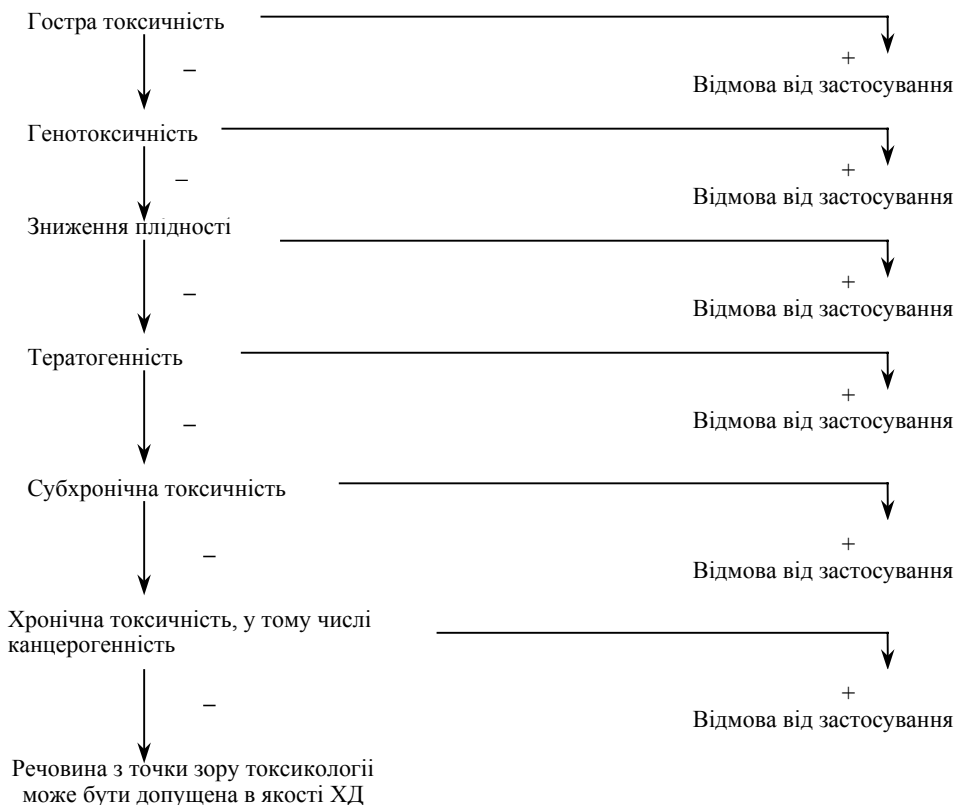 Гостра токсичність
+
–
Відмова від застосування
Генотоксичність
+
–
Відмова від застосування
Зниження плідності
+
–
Відмова від застосування
Тератогенність
+
Відмова від застосування
–
Субхронічна токсичність
+
–
Відмова від застосування
Хронічна токсичність, у тому числі
канцерогенність
+
–
Відмова від застосування
Речовина з точки зору токсикології
може бути допущена в якості ХД